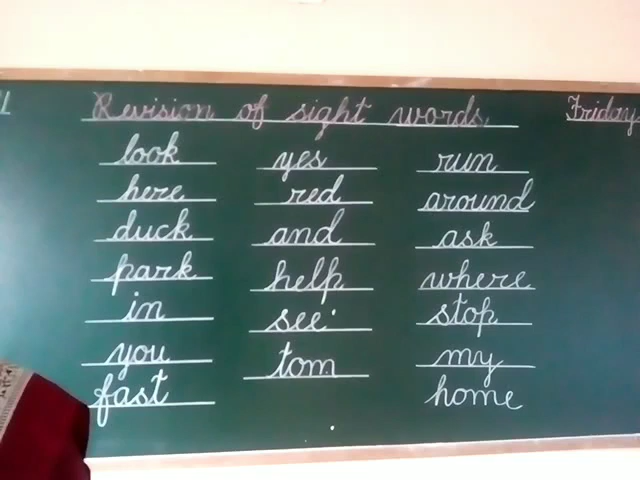 Revision of sight words. Friday
look yes run
here red around
duck and ask
park help where
in see stop
you tom my
fast home